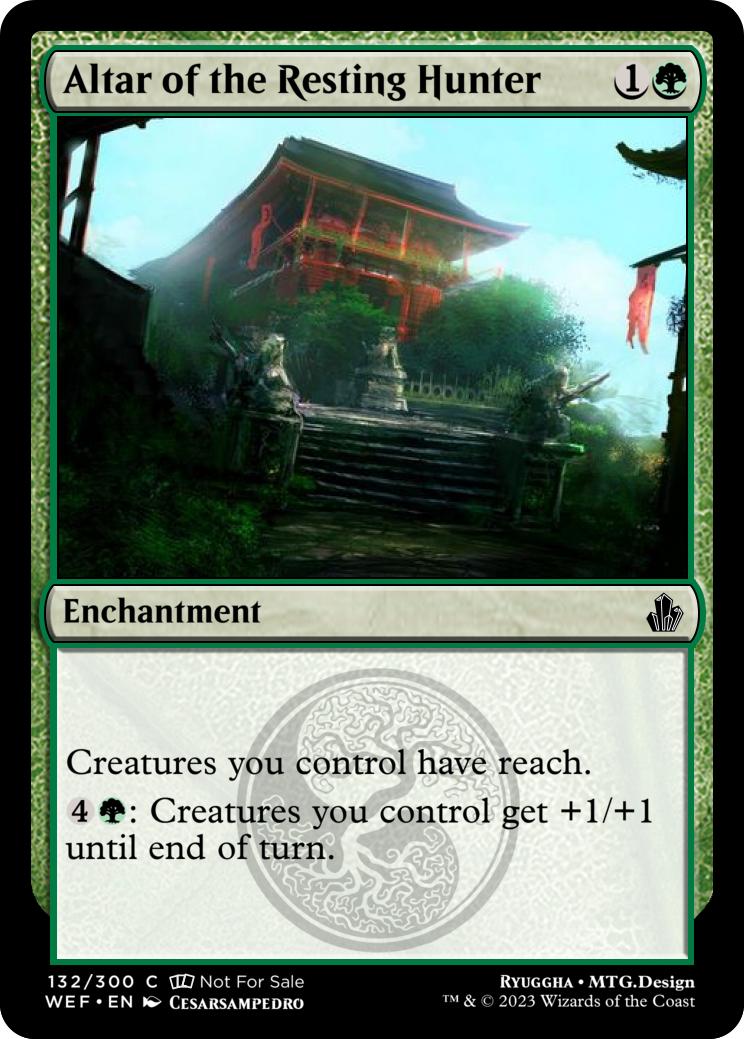 Altar of the Resting Hunter 1
Enchantment
Creatures you control have reach.
4 : Creatures you control get +1/+1
until end of turn.
132/300 C Not For Sale
WEF • EN Cesarsampedro
Ryuggha • MTG.Design
™ & © 2023 Wizards of the Coast